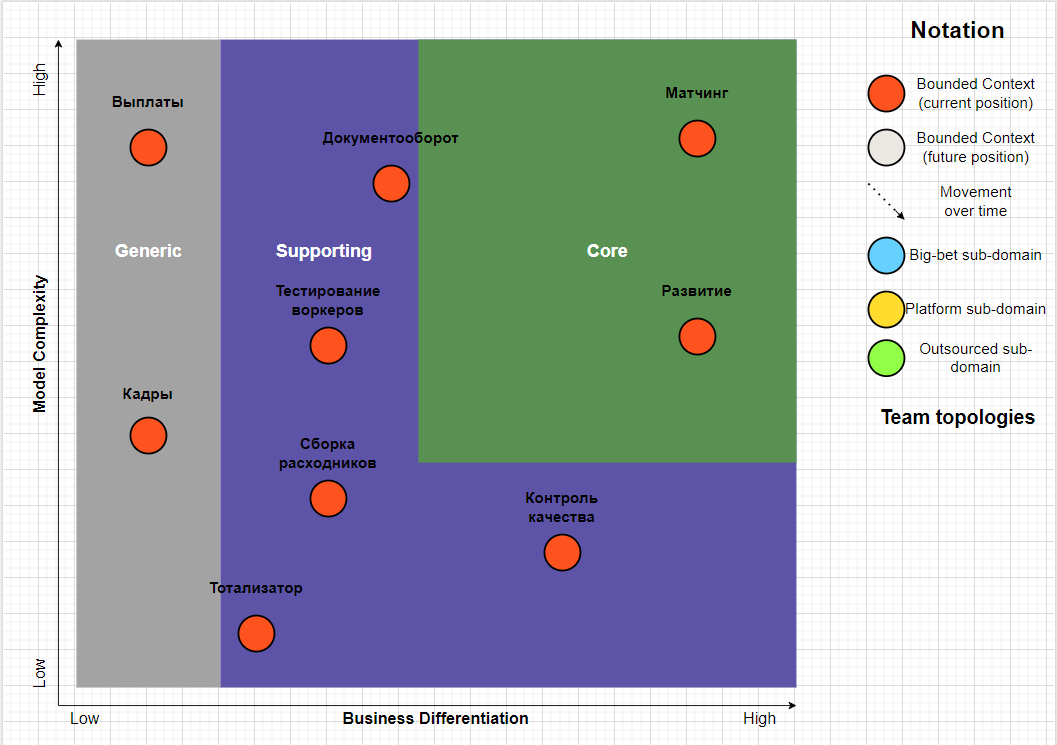 Notation
High
Bounded Context
(current position)
Выплаты
Матчинг
Документооборот
Bounded Context
(future position)
Movement
over time
Generic
Supporting
Core
Big-bet sub-domain
Тестирование
воркеров
Развитие
Platform sub-domain
Model Complexity
Outsourced sub-
domain
Кадры
Team topologies
Сборка
расходников
Контроль
качества
Тотализатор
Low
Low
Business Differentiation
High